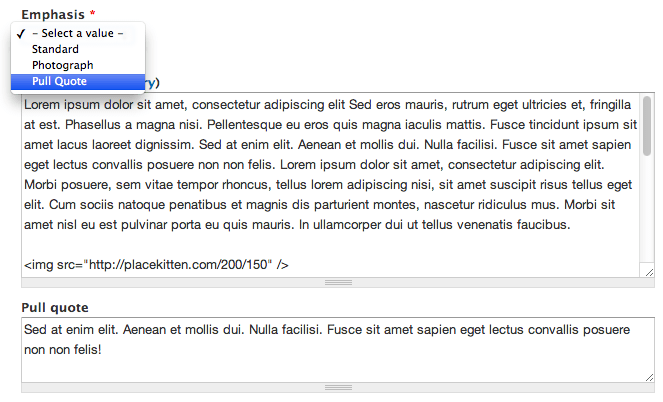 Emphasis *
✓ - Select a value -
Standard
Photograph
Pull Quote
ry)
Lorem ipsum dolor sit amet, consectetur adipiscing elit Sed eros mauris, rutrum eget ultricies et, fringilla
at est. Phasellus a magna nisi. Pellentesque eu eros quis magna iaculis mattis. Fusce tincidunt ipsum sit
amet lacus laoreet dignissim. Sed at enim elit. Aenean et mollis dui. Nulla facilisi. Fusce sit amet sapien
eget lectus convallis posuere non non felis. Lorem ipsum dolor sit amet, consectetur adipiscing elit.
Morbi posuere, sem vitae tempor rhoncus, tellus lorem adipiscing nisi, sit amet suscipit risus tellus eget
elit. Cum sociis natoque penatibus et magnis dis parturient montes, nascetur ridiculus mus. Morbi sit
amet nisl eu est pulvinar porta eu quis mauris. In ullamcorper dui ut tellus venenatis faucibus.
<img src="http://placekitten.com/200/150" />
Pull quote
Sed at enim elit. Aenean et mollis dui. Nulla facilisi. Fusce sit amet sapien eget lectus convallis posuere
non non felis!